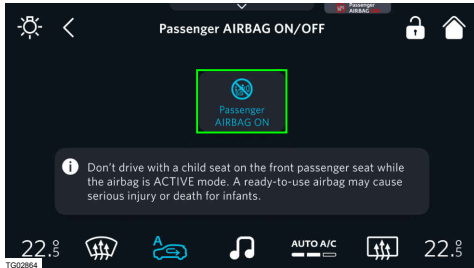 Passenger
AIRBAG
Passenger AIRBAG ON/OFF
Passenger
AIRBAG ON
Don't drive with a child seat on the front passenger seat while
the airbag is ACTIVE mode. A ready-to-use airbag may cause
serious injury or death for infants.
22.5 A AUTO A/C 22.5
TG02864